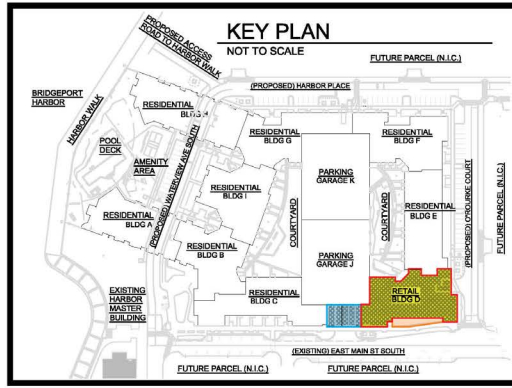 KEY PLAN
NOT TO SCALE
PROPOSED ACCESS
ROAD TO HARBOR WALK
FUTURE PARCEL (N.I.C.)
BRIDGEPORT
HARBOR
HARBOR WALK
(PROPOSED) HARBOR PLACE
RESIDENTIAL
BLDG H
RESIDENTIAL
BLDG G
RESIDENTIAL
BLDG F
POOL
DECK
AMENITY
AREA
(PROPOSED) WATERVIEW AVE SOUTH
RESIDENTIAL
BLDG I
PARKING
GARAGE K
COURTYARD
COURTYARD
RESIDENTIAL
BLDG E
(PROPOSED) O'ROURKE COURT
FUTURE PARCEL (N.I.C.)
RESIDENTIAL
BLDG A
RESIDENTIAL
BLDG B
PARKING
GARAGE J
EXISTING
HARBOR
MASTER
BUILDING
RESIDENTIAL
BLDG C
RETAIL
BLDG D
(EXISTING) EAST MAIN ST SOUTH
FUTURE PARCEL (N.I.C.)
FUTURE PARCEL (N.I.C.)